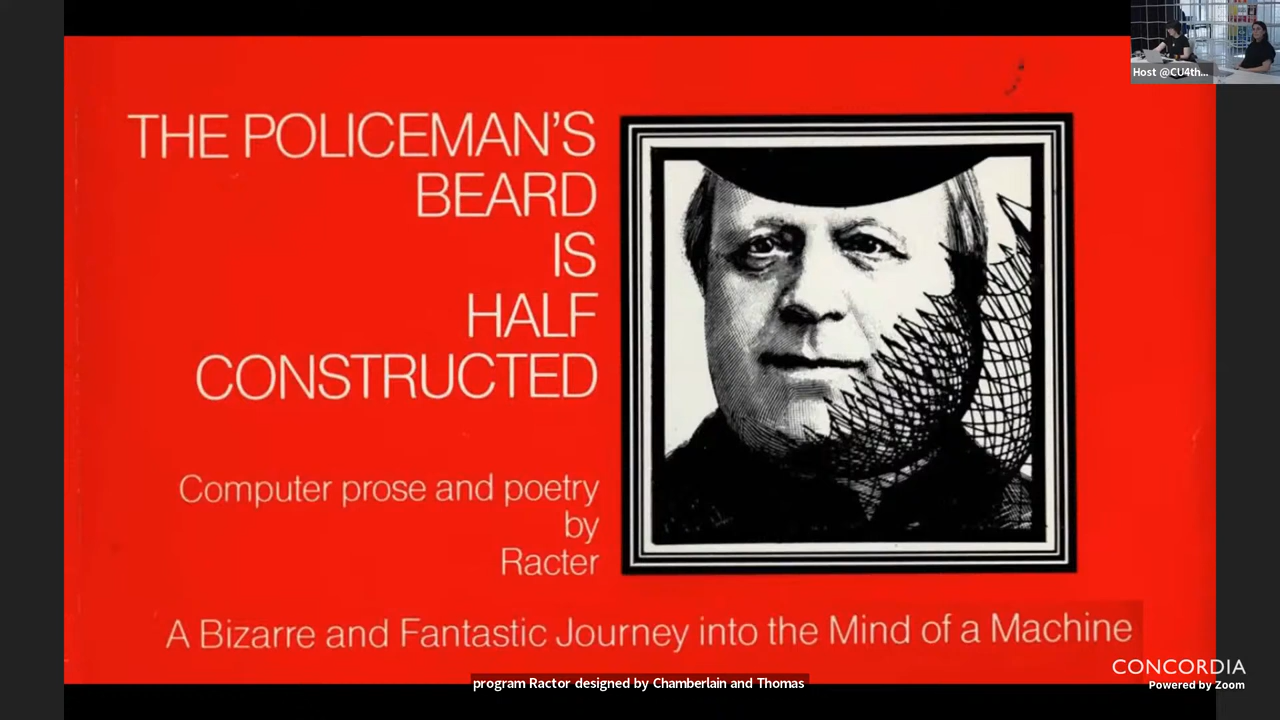 Host @CU4th...
THE POLICEMAN'S
BEARD
IS
HALF
CONSTRUCTED
Computer prose and poetry
by
Racter
A Bizarre and Fantastic Journey into the Mind of a Machine
CONCORDIA
program Ractor designed by Chamberlain and Thomas
Powered by Zoom